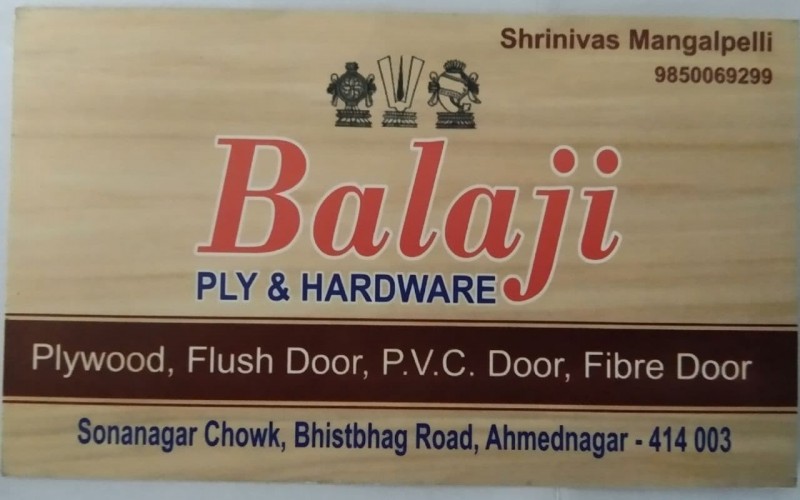 Shrinivas Mangalpelli
9850069299
Balaji
PLY & HARDWARE
Plywood, Flush Door, P.V.C. Door, Fibre Door
Sonanagar Chowk, Bhistbhag Road, Ahmednagar - 414 003